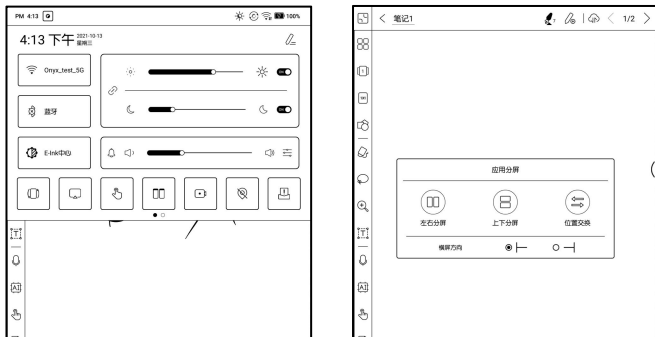 PM 4:13
100%
4:13 下午 2021-10-13
星期三
Onyx_test_5G
蓝牙
E-Ink中心
T
AI
笔记1
T
1/2
应用分屏
左右分屏
上下分屏
位置交换
横屏方向
T
AI